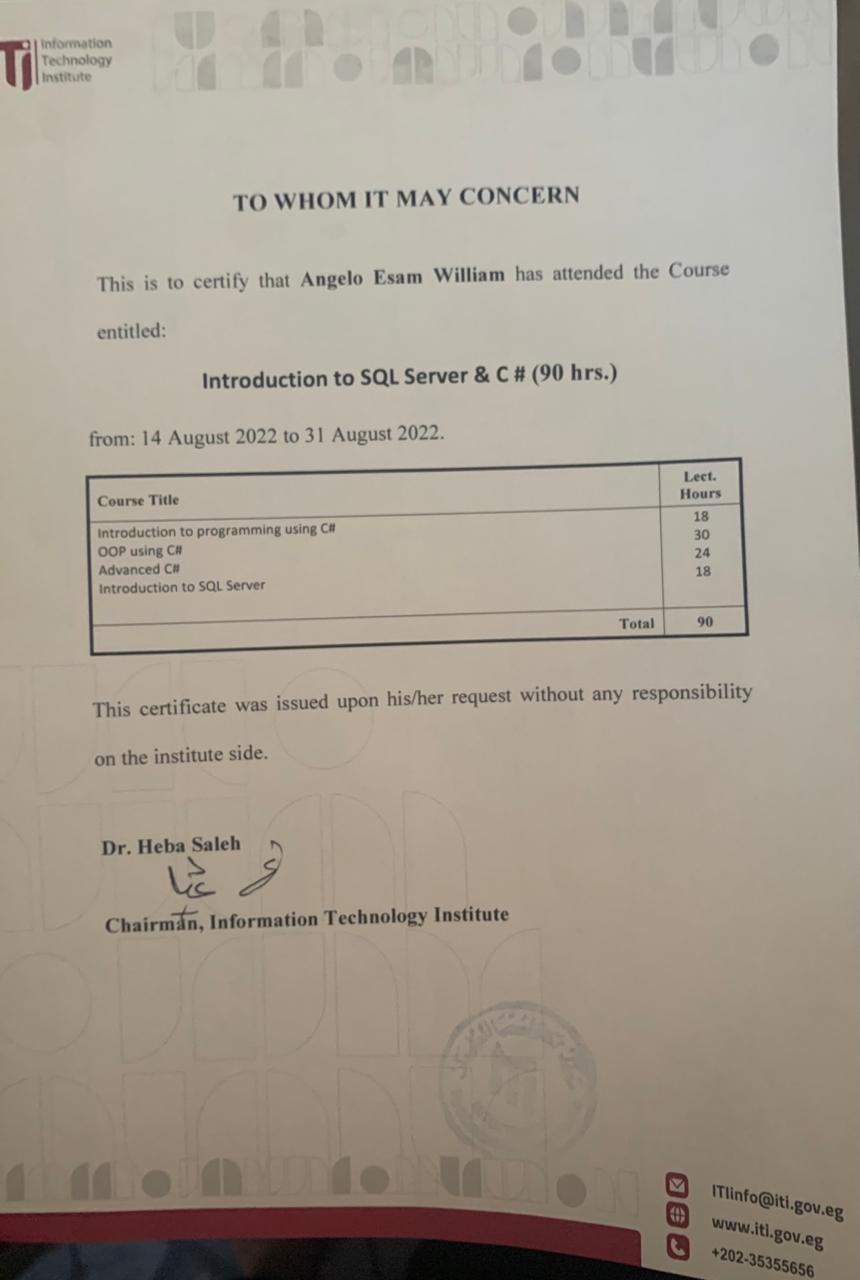 Information
Technology
Institute
TO WHOM IT MAY CONCERN
This is to certify that Angelo Esam William has attended the Course
entitled:
Introduction to SQL Server & C # (90 hrs.)
from: 14 August 2022 to 31 August 2022.
Course Title Lect. Hours
Introduction to programming using C# 18
OOP using C# 30
Advanced C# 24
Introduction to SQL Server 18
Total 90
This certificate was issued upon his/her request without any responsibility
on the institute side.
Dr. Heba Saleh
Chairman, Information Technology Institute
ITIinfo@iti.gov.eg
www.iti.gov.eg
+202-35355656